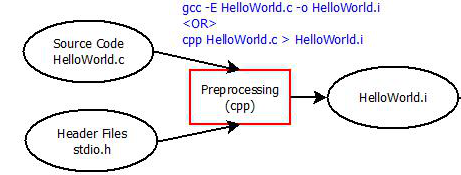 gcc -E HelloWorld.c -o HelloWorld.i
<OR>
cpp HelloWorld.c > HelloWorld.i
Source Code
HelloWorld.c
Preprocessing
(cpp)
HelloWorld.i
Header Files
stdio.h